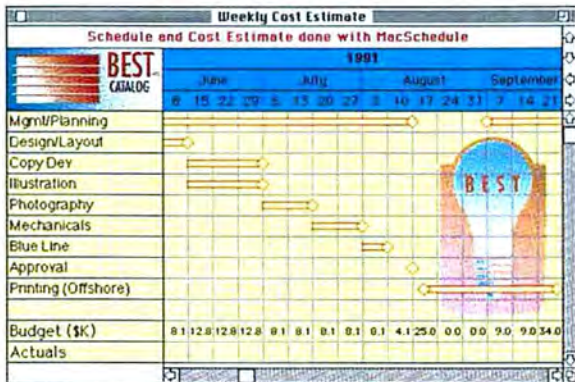 Weekly Cost Estimate
Schedule and Cost Estimate done with MacSchedule
BEST
CATALOG
1991
June July August September
8 15 22 29 6 13 20 27 3 10 17 24 31 7 14 21
Mgmt/Planning
Design/Layout
Copy Dev
Illustration
Photography
Mechanicals
Blue Line
Approval
Printing (Offshore)
BEST
Budget ($K) 8.1 12.8 12.8 12.8 8.1 8.1 8.1 8.1 8.1 4.1 25.0 0.0 0.0 9.0 9.0 34.0
Actuals